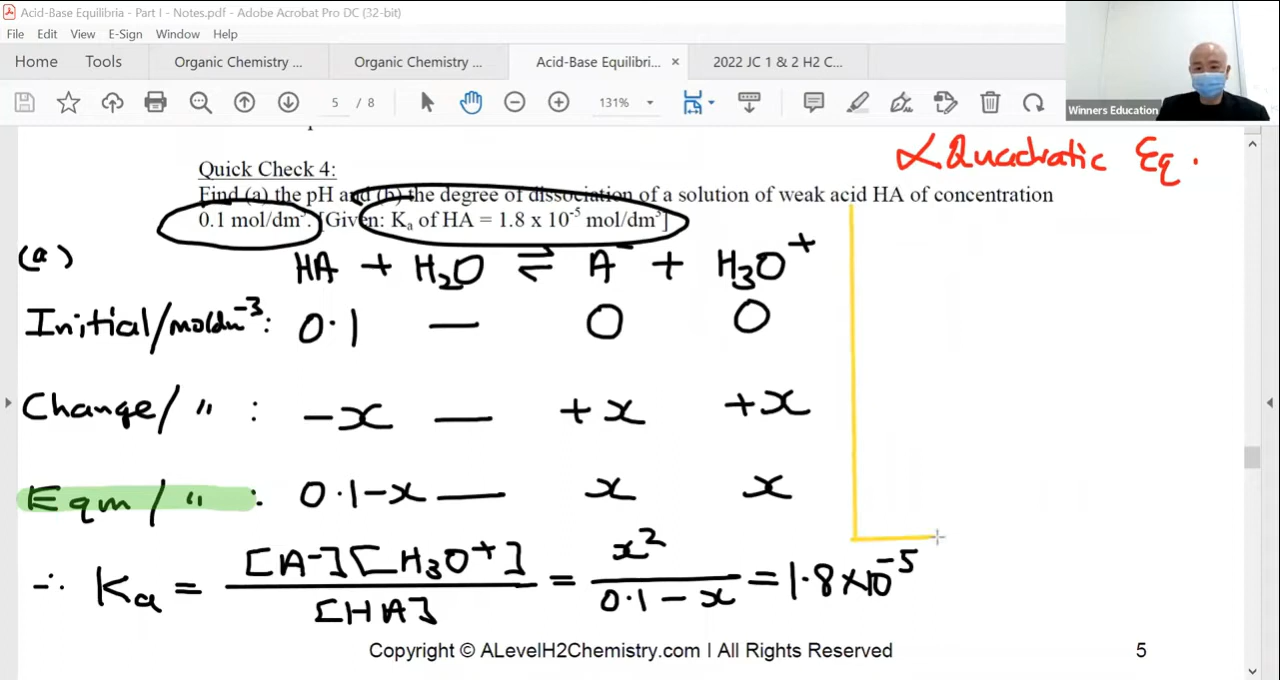 Acid-Base Equilibria - Part I - Notes.pdf - Adobe Acrobat Pro DC (32-bit)
File Edit View E-Sign Window Help
Home Tools Organic Chemistry ... Organic Chemistry ... Acid-Base Equilibri... × 2022 JC 1 & 2 H2 C...
5 / 8 131%
Winners Education
αQuadratic Eq.
Quick Check 4:
Find (a) the pH and (b) the degree of dissociation of a solution of weak acid HA of concentration
0.1 mol/dm³. [Given: Kₐ of HA = 1.8 x 10⁻⁵ mol/dm³]
(a) HA + H₂O ⇌ A⁻ + H₃O⁺
Initial/moldm⁻³: 0.1 — O O
Change/ " : -x — +x +x
Eqm / " : 0.1-x — x x
∴ Ka = [A-][H₃O+] / [HA] = x² / 0.1-x = 1.8×10⁻⁵
Copyright © ALevelH2Chemistry.com I All Rights Reserved 5